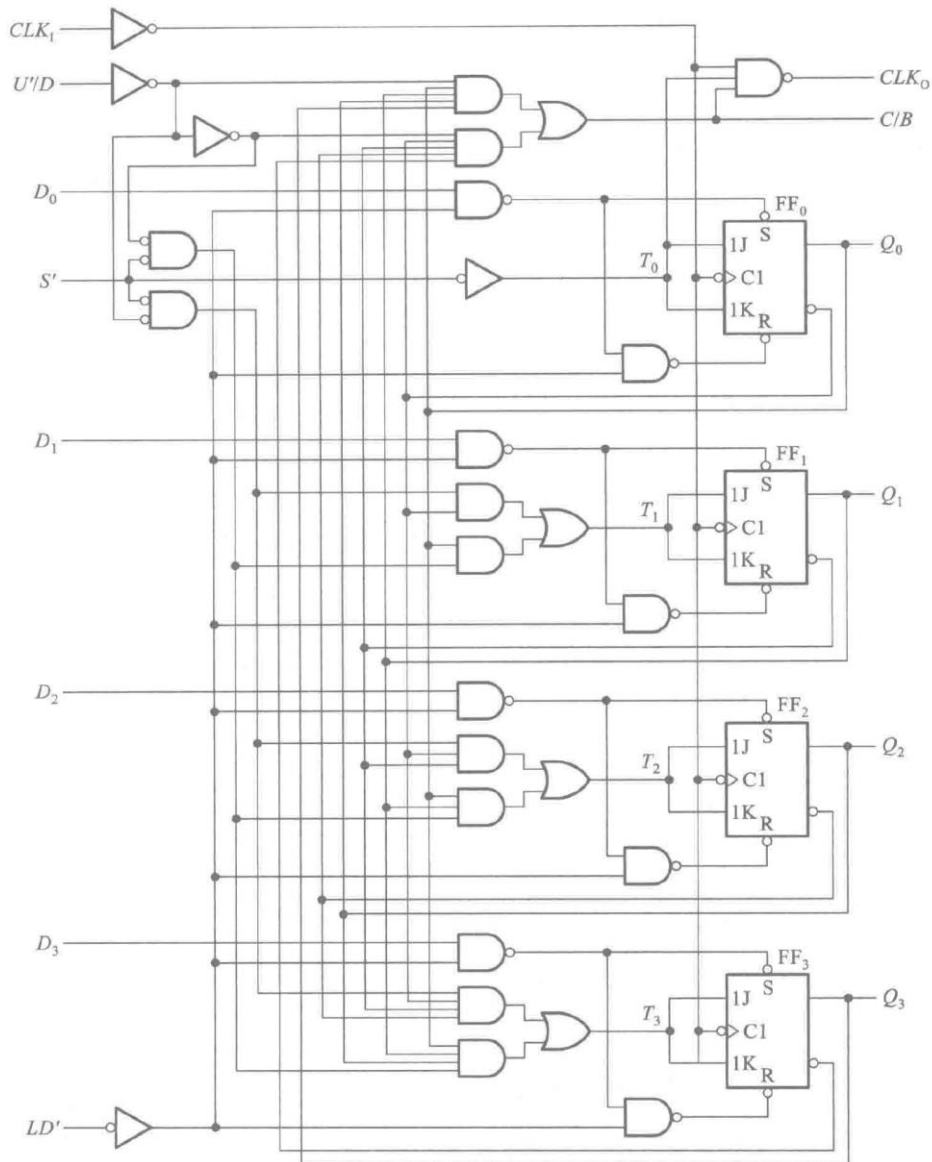 CLK_I
U'/D
CLK_O
C/B
D_0
FF_0
S
1J
Q_0
S'
T_0
C1
1K
R
D_1
FF_1
S
1J
Q_1
T_1
C1
1K
R
D_2
FF_2
S
1J
Q_2
T_2
C1
1K
R
D_3
FF_3
S
1J
Q_3
T_3
C1
1K
R
LD'